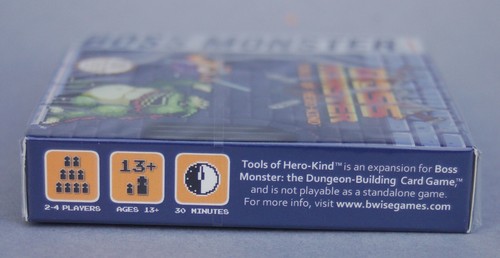 BOSS MONSTER
13+
2-4 PLAYERS
AGES 13+
30 MINUTES
Tools of Hero-Kind™ is an expansion for Boss
Monster: the Dungeon-Building Card Game,™
and is not playable as a standalone game.
For more info, visit www.bwisegames.com